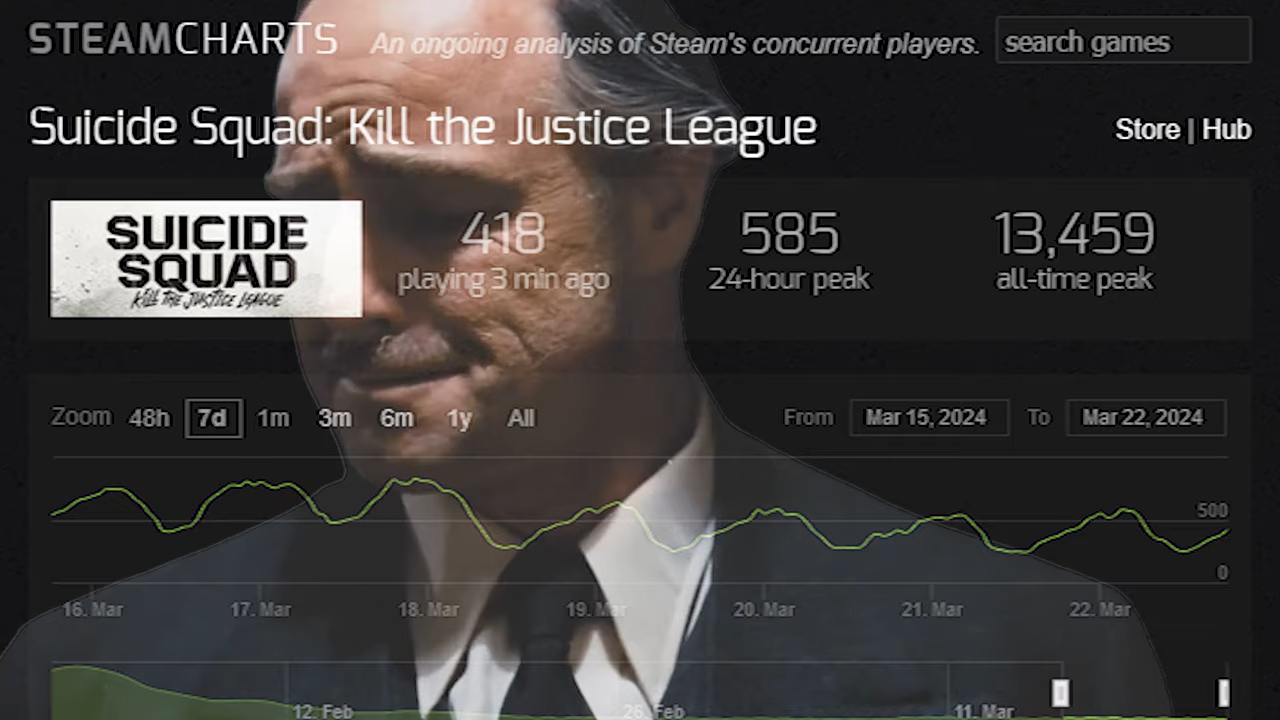 STEAMCHARTS An ongoing analysis of Steam's concurrent players. search games
Suicide Squad: Kill the Justice League Store | Hub
SUICIDE
SQUAD
KILL THE JUSTICE LEAGUE
418 585 13,459
playing 3 min ago 24-hour peak all-time peak
Zoom 48h 7d 1m 3m 6m 1y All From Mar 15, 2024 To Mar 22, 2024
500
0
16. Mar 17. Mar 18. Mar 19. Mar 20. Mar 21. Mar 22. Mar
12. Feb 26. Feb 11. Mar